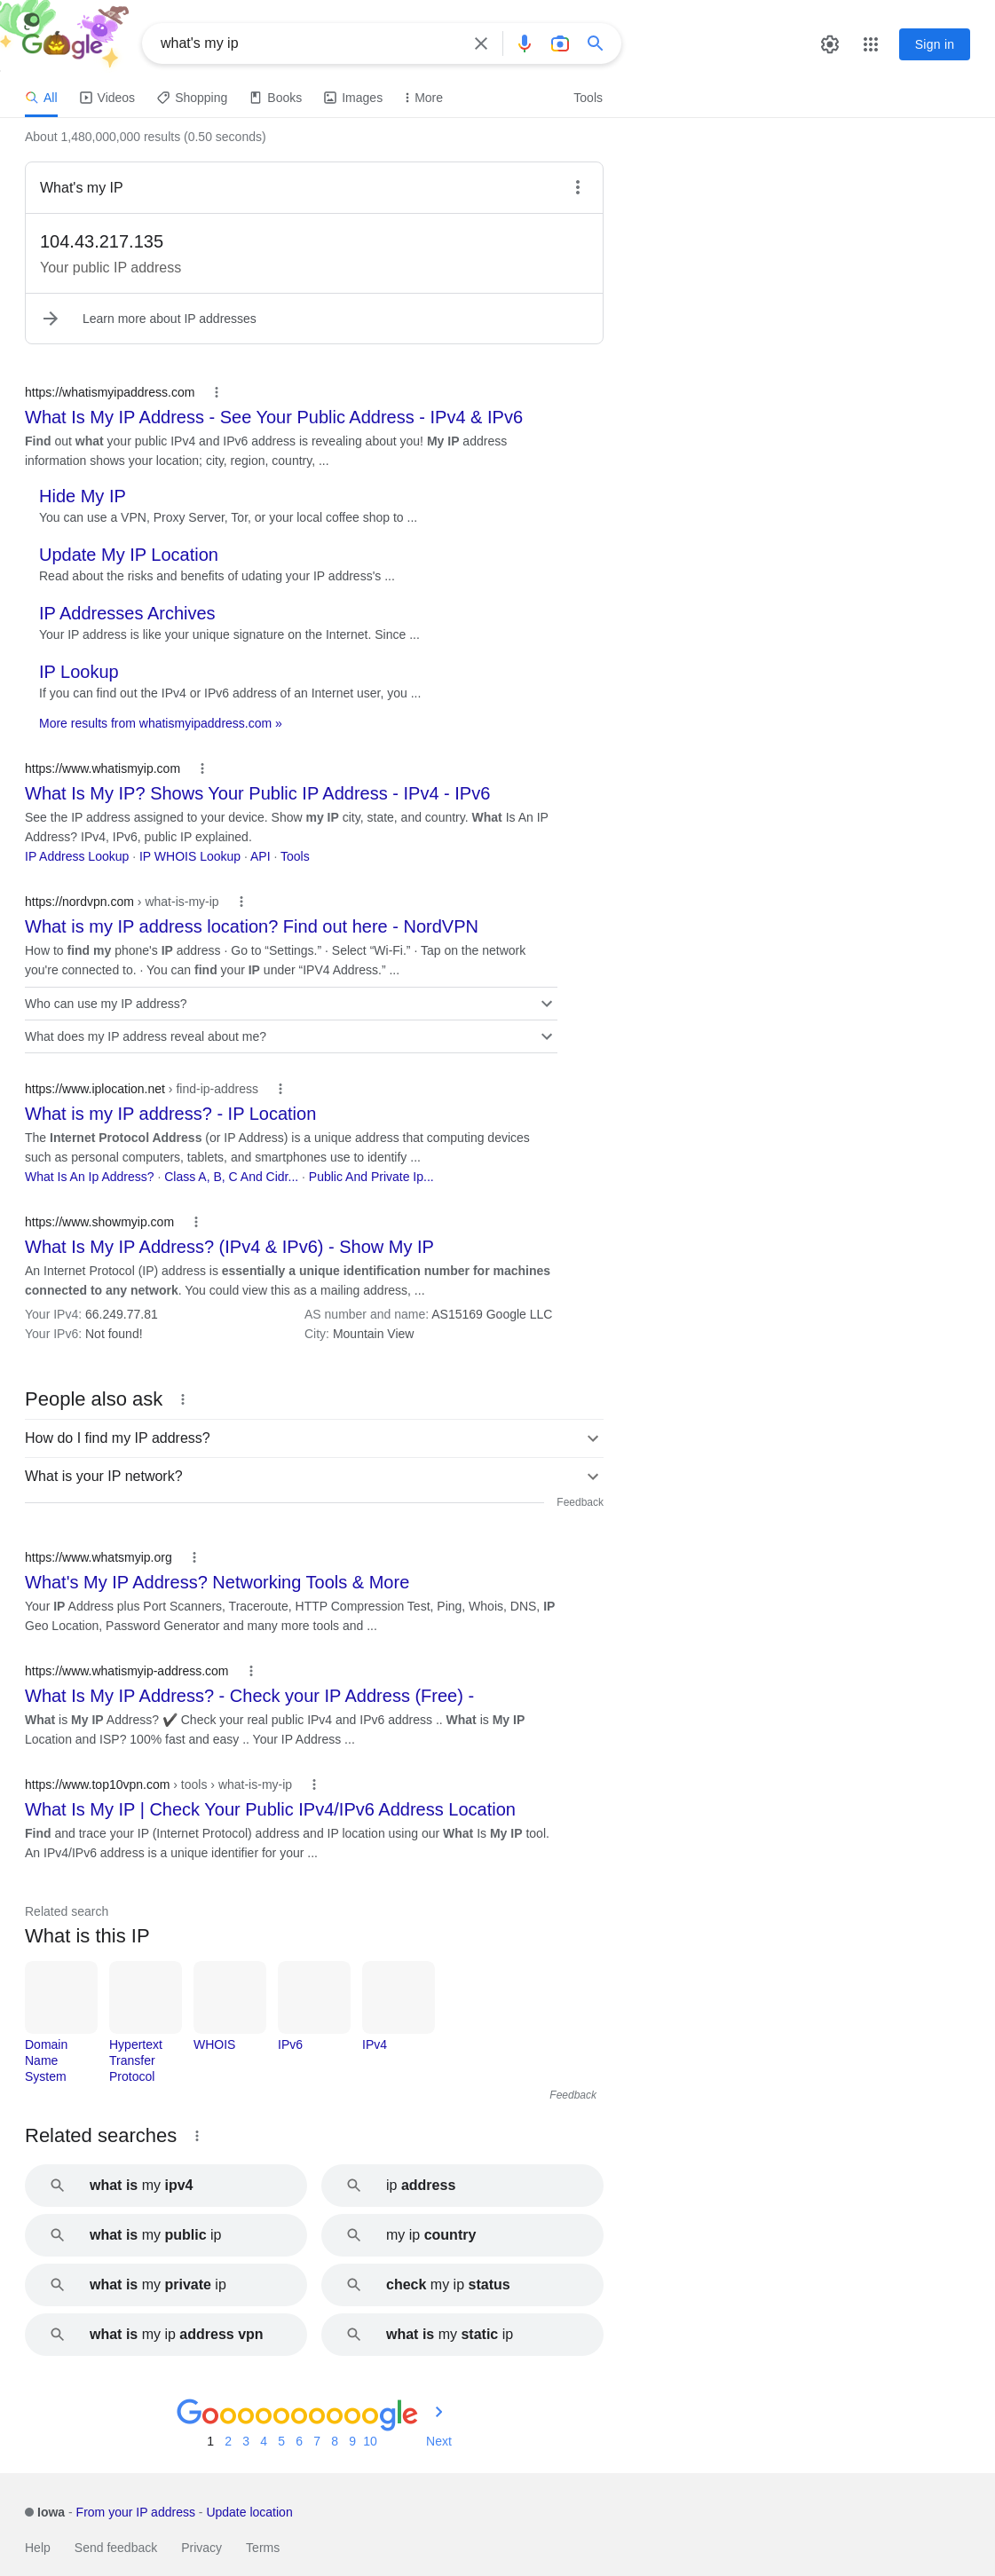 Google
what's my ip
Sign in
All
Videos
Shopping
Books
Images
More
Tools
About 1,480,000,000 results (0.50 seconds)
What's my IP
104.43.217.135
Your public IP address
Learn more about IP addresses
https://whatismyipaddress.com
What Is My IP Address - See Your Public Address - IPv4 & IPv6
Find out what your public IPv4 and IPv6 address is revealing about you! My IP address
information shows your location; city, region, country, ...
Hide My IP
You can use a VPN, Proxy Server, Tor, or your local coffee shop to ...
Update My IP Location
Read about the risks and benefits of udating your IP address's ...
IP Addresses Archives
Your IP address is like your unique signature on the Internet. Since ...
IP Lookup
If you can find out the IPv4 or IPv6 address of an Internet user, you ...
More results from whatismyipaddress.com »
https://www.whatismyip.com
What Is My IP? Shows Your Public IP Address - IPv4 - IPv6
See the IP address assigned to your device. Show my IP city, state, and country. What Is An IP
Address? IPv4, IPv6, public IP explained.
IP Address Lookup · IP WHOIS Lookup · API · Tools
https://nordvpn.com › what-is-my-ip
What is my IP address location? Find out here - NordVPN
How to find my phone's IP address · Go to “Settings.” · Select “Wi-Fi.” · Tap on the network
you're connected to. · You can find your IP under “IPV4 Address.” ...
Who can use my IP address?
What does my IP address reveal about me?
https://www.iplocation.net › find-ip-address
What is my IP address? - IP Location
The Internet Protocol Address (or IP Address) is a unique address that computing devices
such as personal computers, tablets, and smartphones use to identify ...
What Is An Ip Address? · Class A, B, C And Cidr... · Public And Private Ip...
https://www.showmyip.com
What Is My IP Address? (IPv4 & IPv6) - Show My IP
An Internet Protocol (IP) address is essentially a unique identification number for machines
connected to any network. You could view this as a mailing address, ...
Your IPv4: 66.249.77.81
AS number and name: AS15169 Google LLC
Your IPv6: Not found!
City: Mountain View
People also ask
How do I find my IP address?
What is your IP network?
Feedback
https://www.whatsmyip.org
What's My IP Address? Networking Tools & More
Your IP Address plus Port Scanners, Traceroute, HTTP Compression Test, Ping, Whois, DNS, IP
Geo Location, Password Generator and many more tools and ...
https://www.whatismyip-address.com
What Is My IP Address? - Check your IP Address (Free) -
What is My IP Address? ✔ Check your real public IPv4 and IPv6 address .. What is My IP
Location and ISP? 100% fast and easy .. Your IP Address ...
https://www.top10vpn.com › tools › what-is-my-ip
What Is My IP | Check Your Public IPv4/IPv6 Address Location
Find and trace your IP (Internet Protocol) address and IP location using our What Is My IP tool.
An IPv4/IPv6 address is a unique identifier for your ...
Related search
What is this IP
Domain
Name
System
Hypertext
Transfer
Protocol
WHOIS
IPv6
IPv4
Feedback
Related searches
what is my ipv4
ip address
what is my public ip
my ip country
what is my private ip
check my ip status
what is my ip address vpn
what is my static ip
Goooooooooogle
1 2 3 4 5 6 7 8 9 10
Next
Iowa - From your IP address - Update location
Help
Send feedback
Privacy
Terms